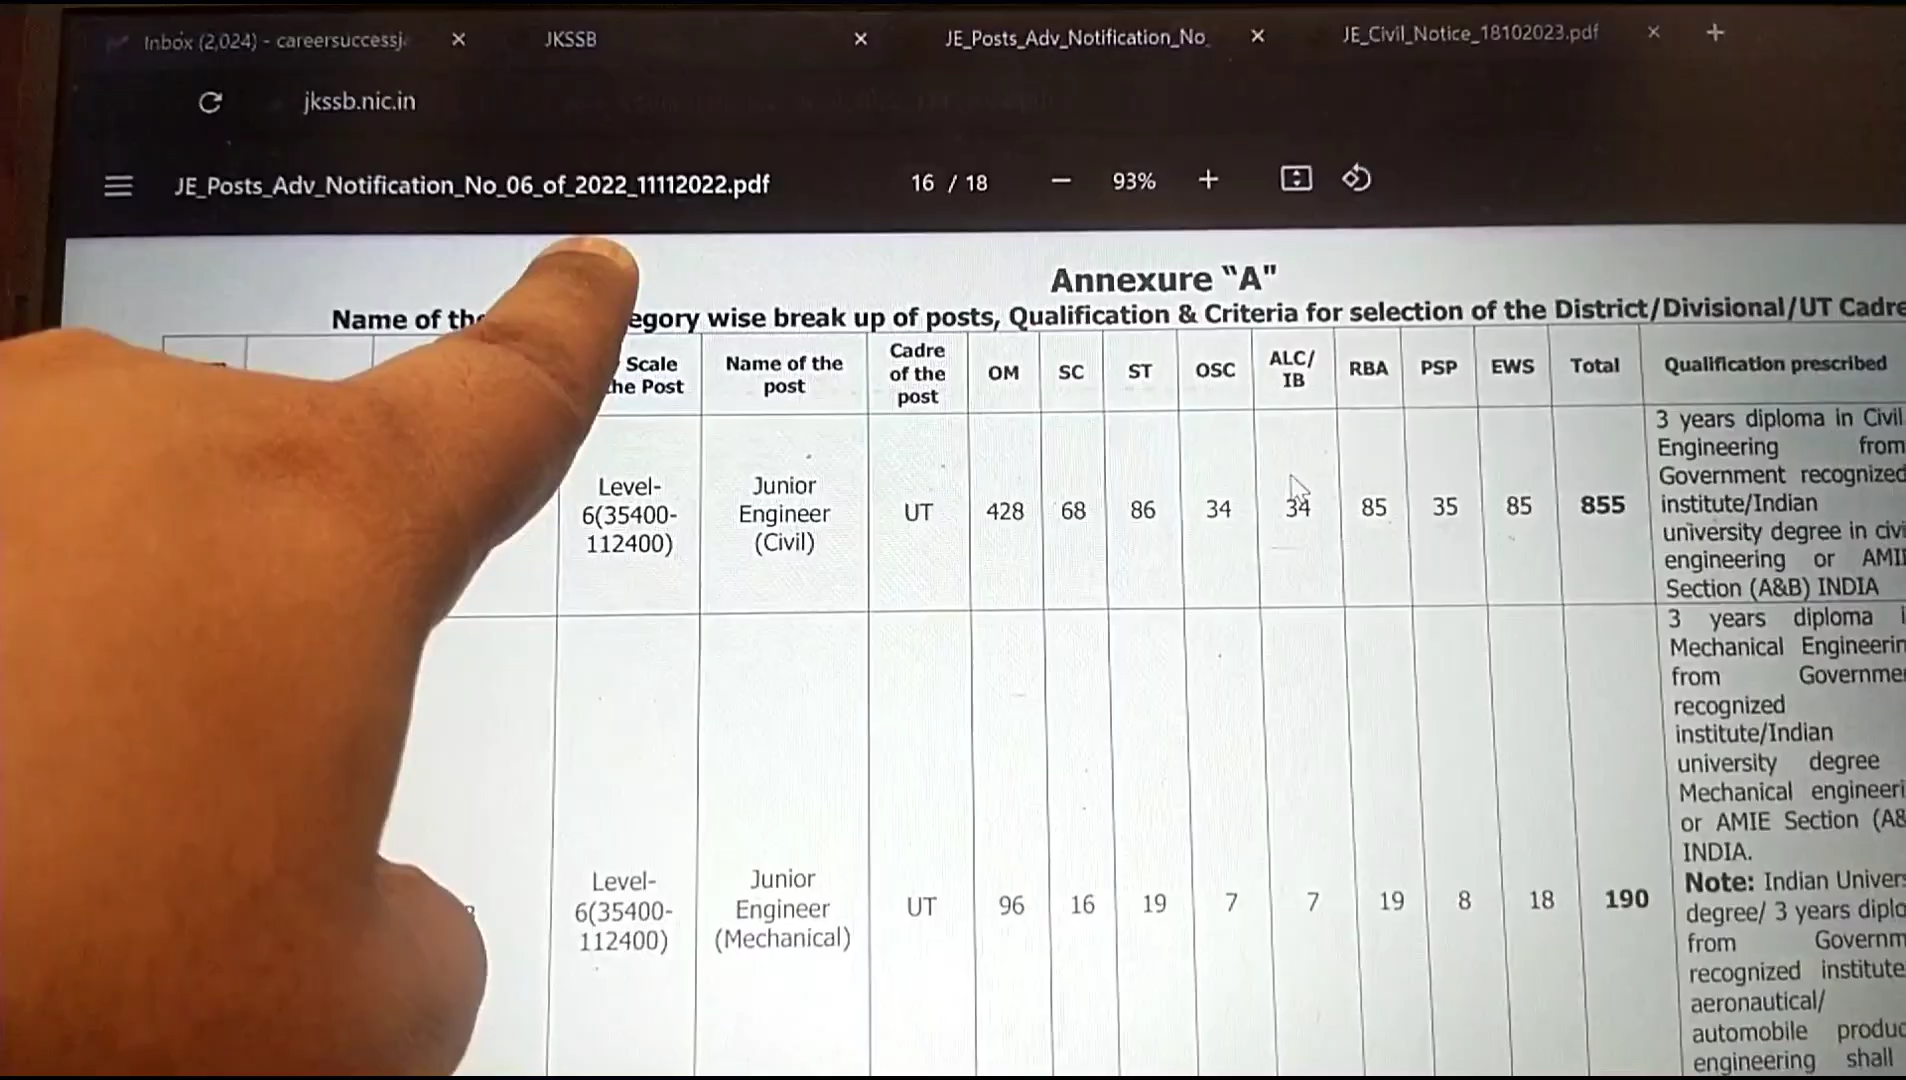 Inbox (2,024) - careersuccessj
JKSSB
JE_Posts_Adv_Notification_No_
JE_Civil_Notice_18102023.pdf
jkssb.nic.in
JE_Posts_Adv_Notification_No_06_of_2022_11112022.pdf
16 / 18
93%
Annexure "A"
Name of the egory wise break up of posts, Qualification & Criteria for selection of the District/Divisional/UT Cadre
Scale
the Post
Name of the
post
Cadre
of the
post
OM
SC
ST
OSC
ALC/
IB
RBA
PSP
EWS
Total
Qualification prescribed
Level-
6(35400-
112400)
Junior
Engineer
(Civil)
UT
428
68
86
34
34
85
35
85
855
3 years diploma in Civil
Engineering from
Government recognized
institute/Indian
university degree in civi
engineering or AMI
Section (A&B) INDIA
Level-
6(35400-
112400)
Junior
Engineer
(Mechanical)
UT
96
16
19
7
7
19
8
18
190
3 years diploma i
Mechanical Engineerin
from Governme
recognized
institute/Indian
university degree
Mechanical engineeri
or AMIE Section (A&
INDIA.
Note: Indian Univer
degree/ 3 years diplo
from Governm
recognized institute
aeronautical/
automobile produc
engineering shall